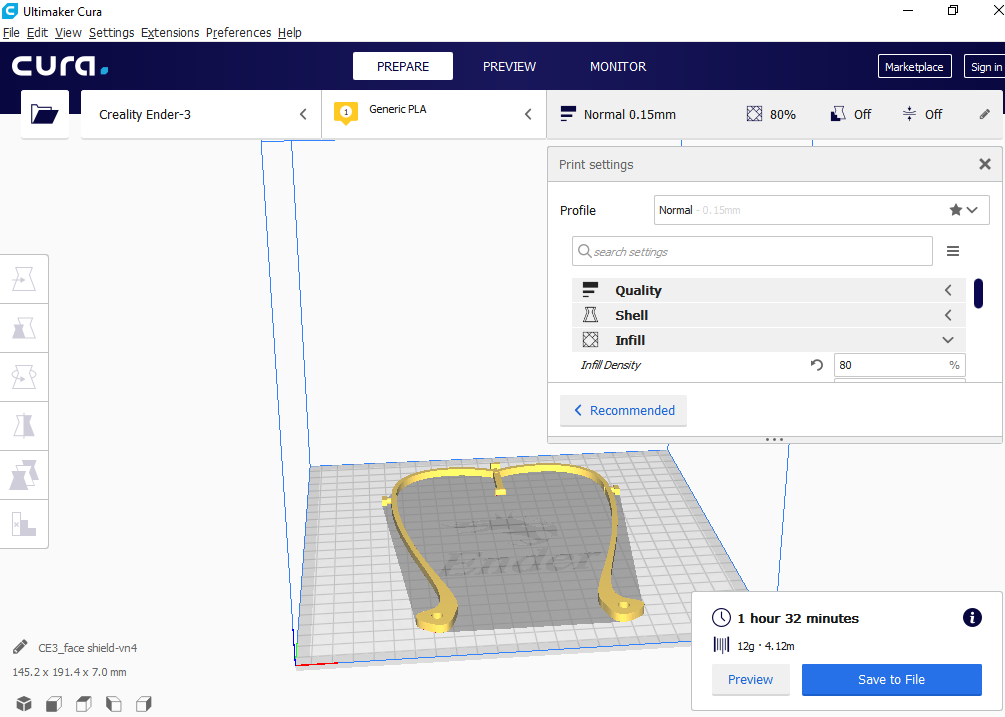 Ultimaker Cura
File Edit View Settings Extensions Preferences Help
cura.
PREPARE PREVIEW MONITOR Marketplace Sign in
Creality Ender-3
1 Generic PLA
Normal 0.15mm 80% Off Off
Print settings
Profile Normal - 0.15mm
search settings
Quality
Shell
Infill
Infill Density 80 %
Recommended
Ender
1 hour 32 minutes
12g · 4.12m
Preview Save to File
CE3_face shield-vn4
145.2 x 191.4 x 7.0 mm